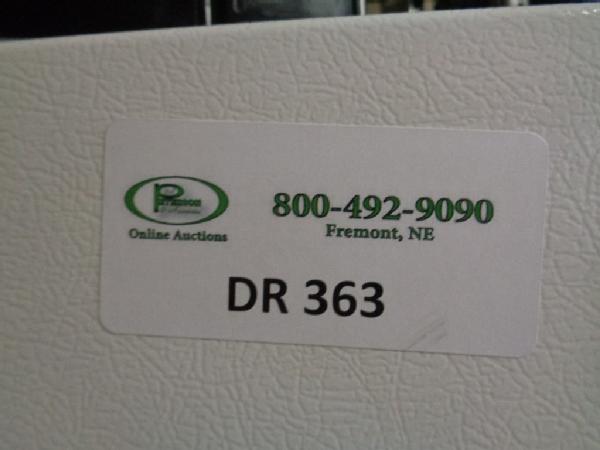 Online Auctions
800-492-9090
Fremont, NE
DR 363